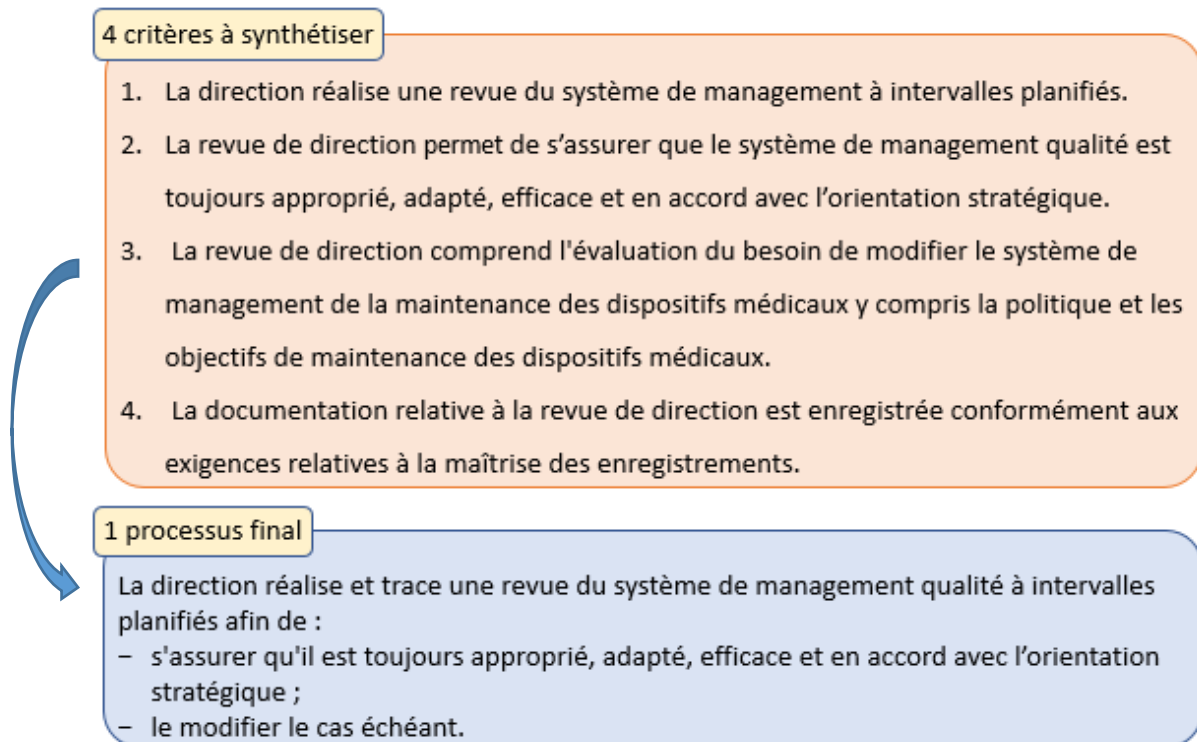 4 critères à synthétiser
1. La direction réalise une revue du système de management à intervalles planifiés.
2. La revue de direction permet de s’assurer que le système de management qualité est
toujours approprié, adapté, efficace et en accord avec l’orientation stratégique.
3. La revue de direction comprend l'évaluation du besoin de modifier le système de
management de la maintenance des dispositifs médicaux y compris la politique et les
objectifs de maintenance des dispositifs médicaux.
4. La documentation relative à la revue de direction est enregistrée conformément aux
exigences relatives à la maîtrise des enregistrements.
1 processus final
La direction réalise et trace une revue du système de management qualité à intervalles
planifiés afin de :
− s'assurer qu'il est toujours approprié, adapté, efficace et en accord avec l’orientation
stratégique ;
− le modifier le cas échéant.